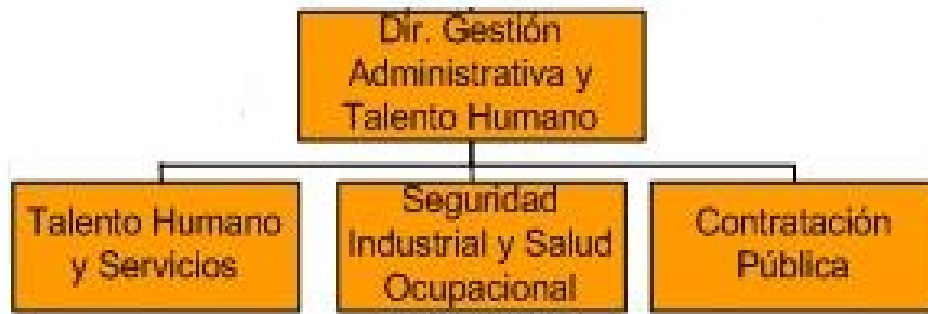 Dir. Gestión
Administrativa y
Talento Humano
Talento Humano
y Servicios
Seguridad
Industrial y Salud
Ocupacional
Contratación
Pública